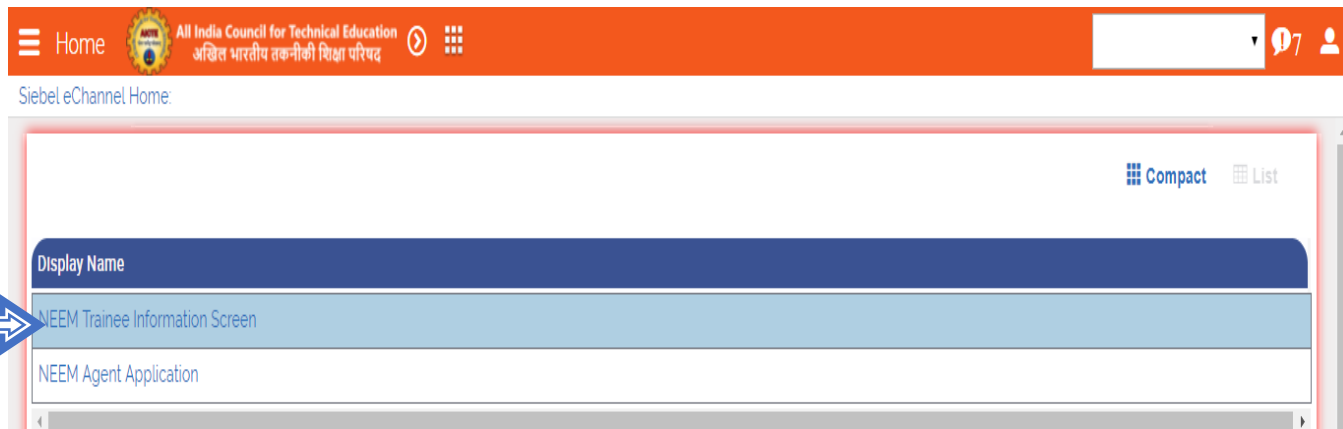 Home
All India Council for Technical Education
अखिल भारतीय तकनीकी शिक्षा परिषद
7
Siebel eChannel Home:
Compact List
Display Name
NEEM Trainee Information Screen
NEEM Agent Application